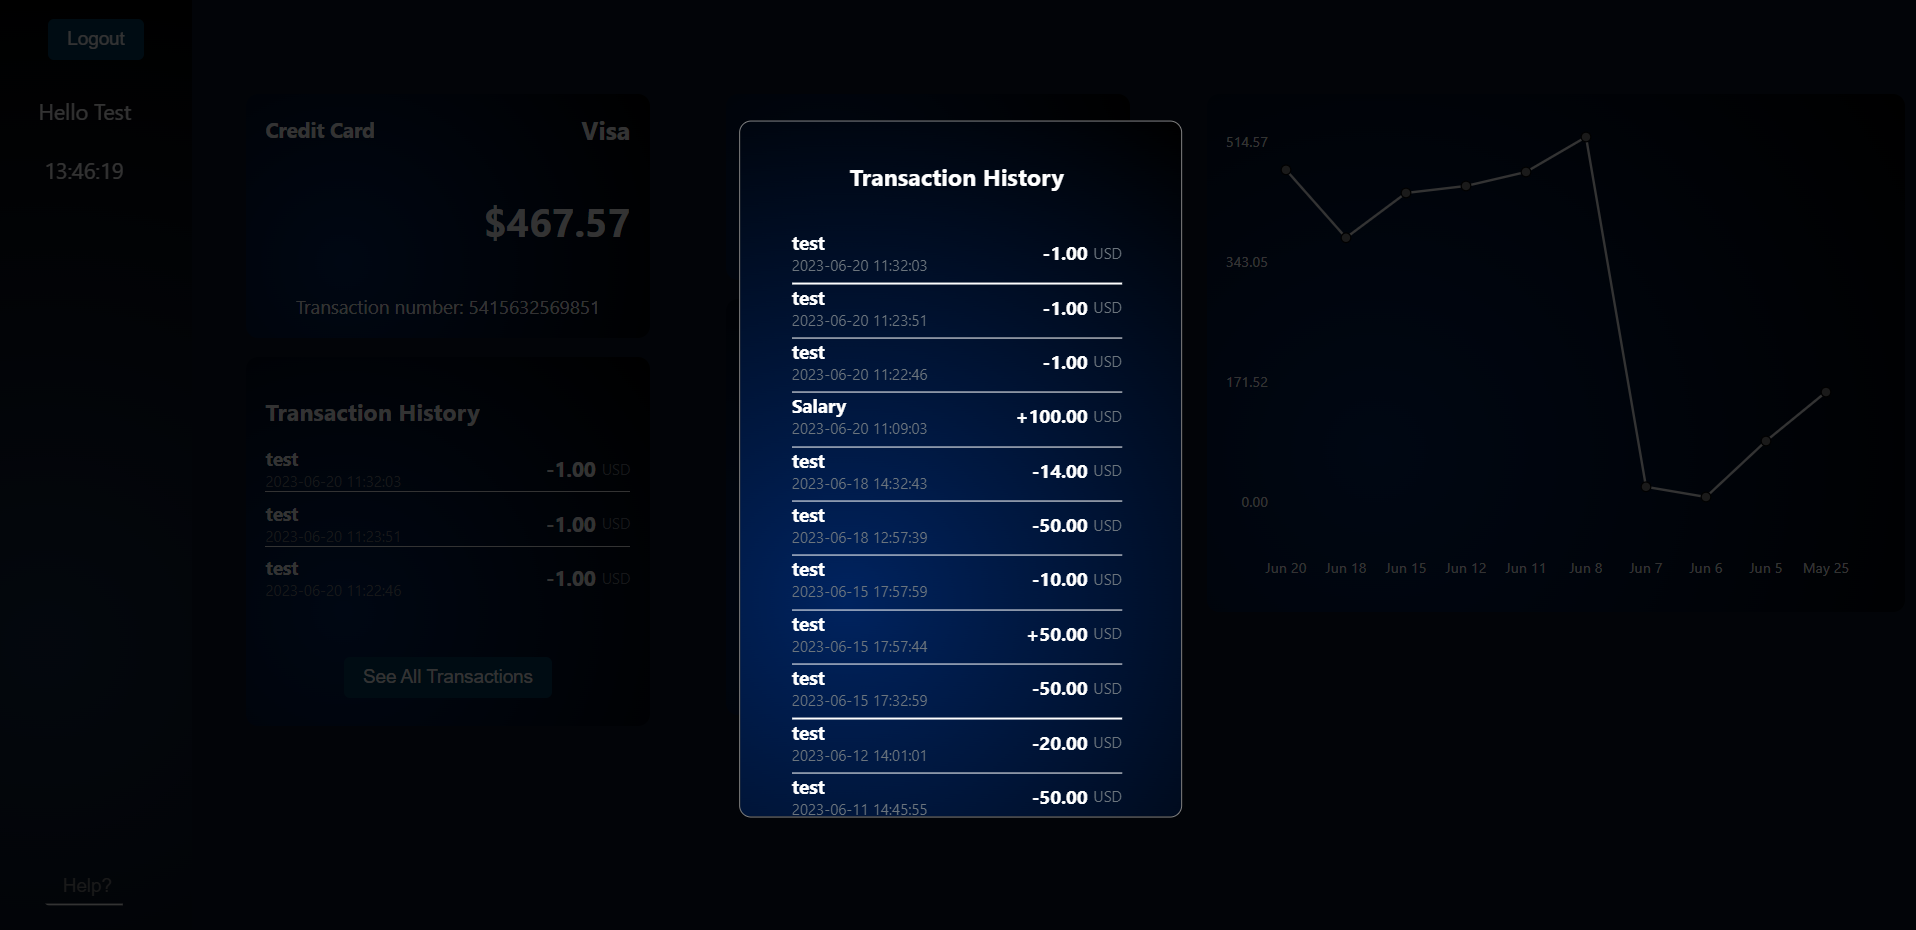 Logout
Hello Test
13:46:19
Help?
Credit Card Visa
$467.57
Transaction number: 5415632569851
Transaction History
test
2023-06-20 11:32:03
-1.00 USD
test
2023-06-20 11:23:51
-1.00 USD
test
2023-06-20 11:22:46
-1.00 USD
See All Transactions
Transaction History
test
2023-06-20 11:32:03
-1.00 USD
test
2023-06-20 11:23:51
-1.00 USD
test
2023-06-20 11:22:46
-1.00 USD
Salary
2023-06-20 11:09:03
+100.00 USD
test
2023-06-18 14:32:43
-14.00 USD
test
2023-06-18 12:57:39
-50.00 USD
test
2023-06-15 17:57:59
-10.00 USD
test
2023-06-15 17:57:44
+50.00 USD
test
2023-06-15 17:32:59
-50.00 USD
test
2023-06-12 14:01:01
-20.00 USD
test
2023-06-11 14:45:55
-50.00 USD
514.57
343.05
171.52
0.00
Jun 20 Jun 18 Jun 15 Jun 12 Jun 11 Jun 8 Jun 7 Jun 6 Jun 5 May 25